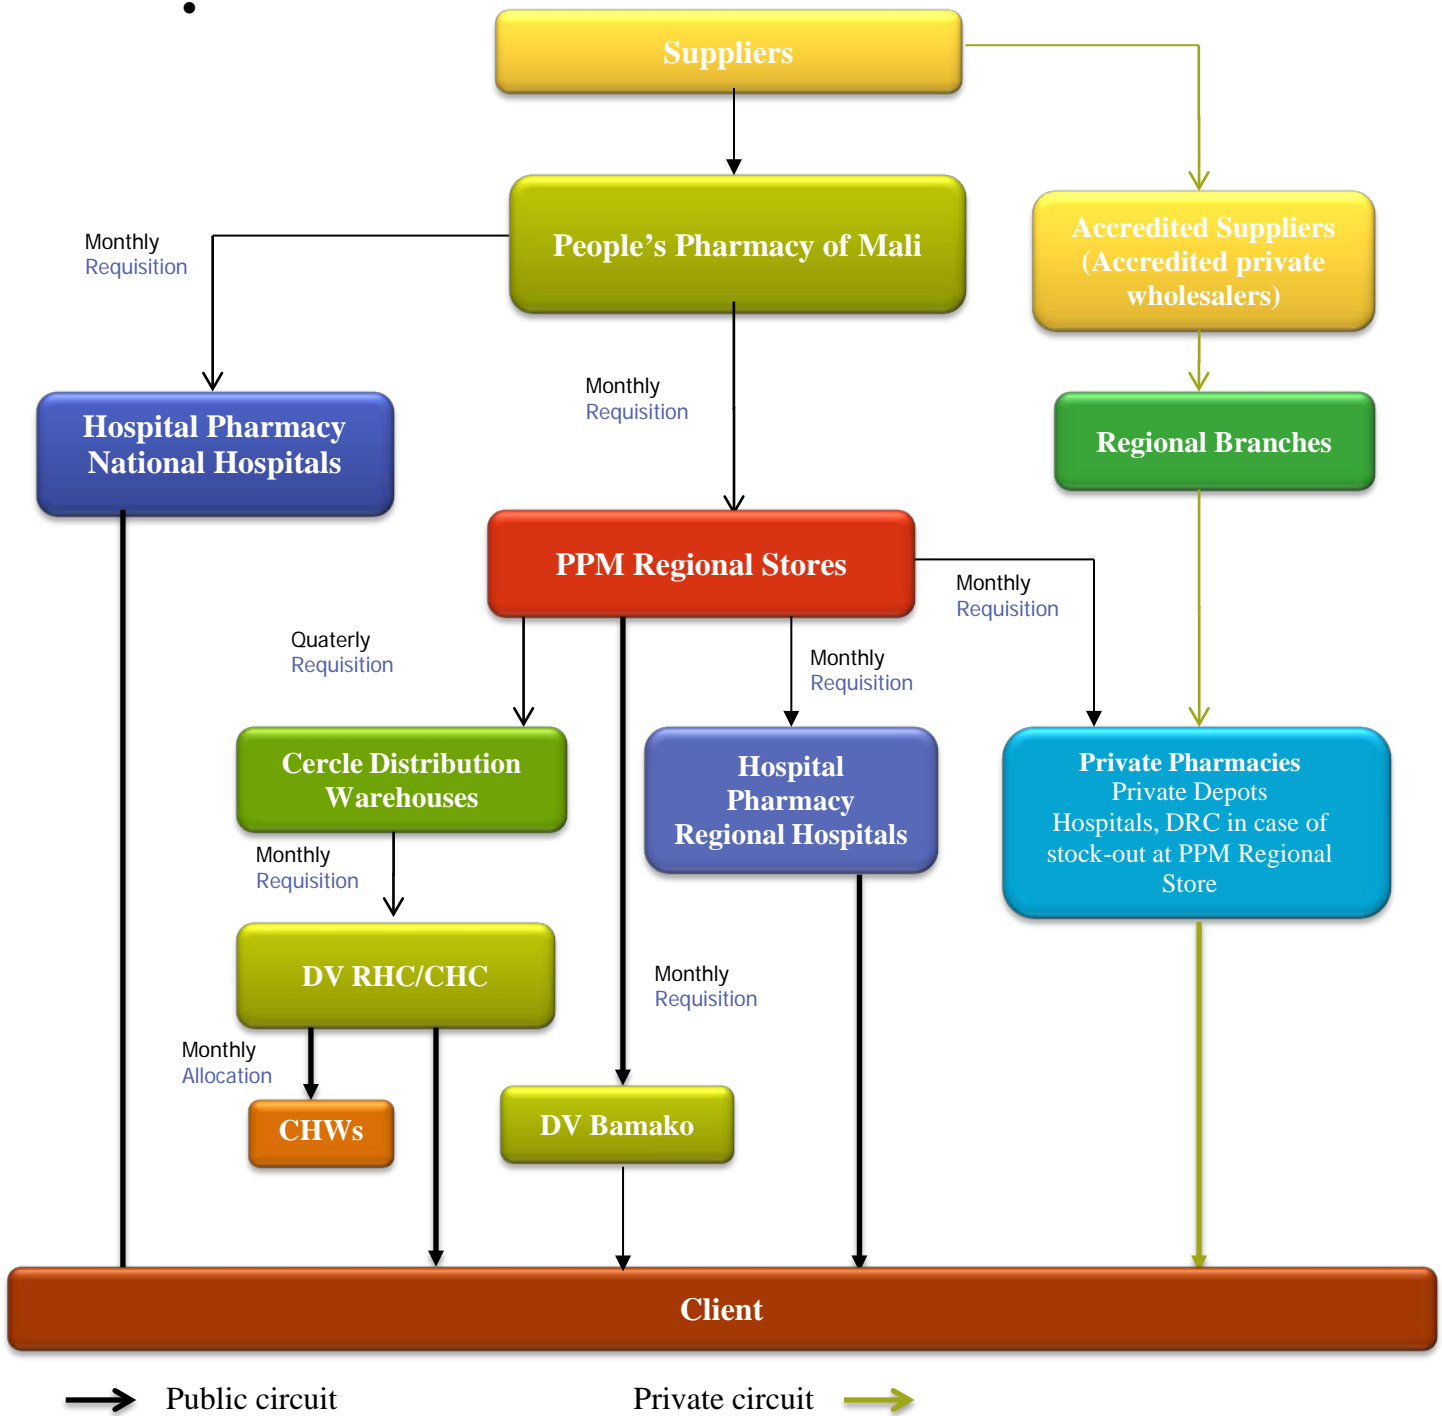 •
Suppliers
People’s Pharmacy of Mali
Accredited Suppliers
(Accredited private
wholesalers)
Monthly
Requisition
Monthly
Requisition
Hospital Pharmacy
National Hospitals
Regional Branches
PPM Regional Stores
Monthly
Requisition
Quaterly
Requisition
Monthly
Requisition
Cercle Distribution
Warehouses
Hospital
Pharmacy
Regional Hospitals
Private Pharmacies
Private Depots
Hospitals, DRC in case of
stock-out at PPM Regional
Store
Monthly
Requisition
DV RHC/CHC
Monthly
Requisition
Monthly
Allocation
CHWs
DV Bamako
Client
Public circuit
Private circuit